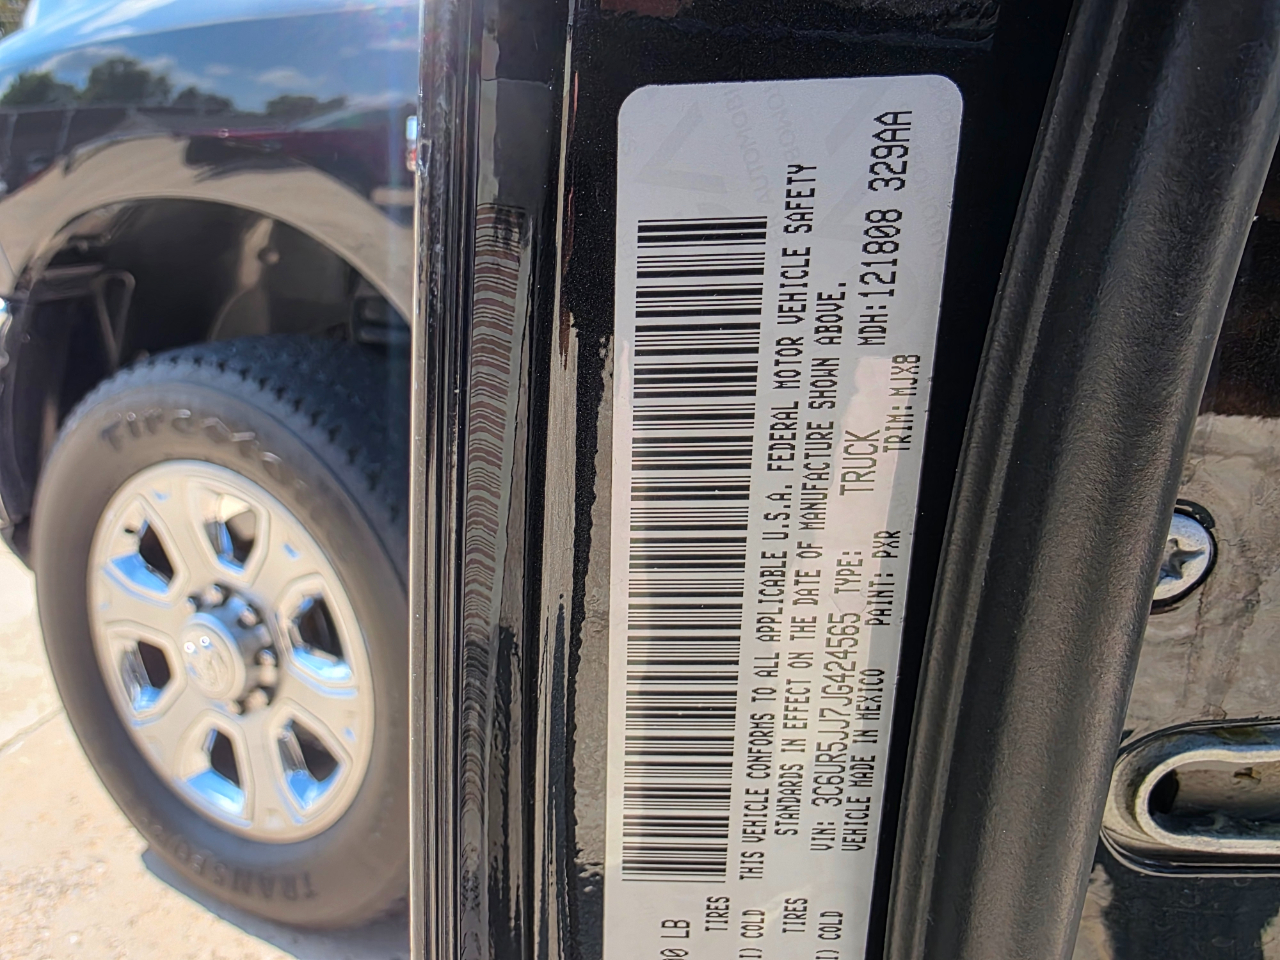 THIS VEHICLE CONFORMS TO ALL APPLICABLE U.S.A. FEDERAL MOTOR VEHICLE SAFETY
STANDARDS IN EFFECT ON THE DATE OF MANUFACTURE SHOWN ABOVE.
VIN: 3C6UR5JJ7JG424565 TYPE: TRUCK MDH:121808 329AA
VEHICLE MADE IN MEXICO PAINT: PXR TRIM: MJX8
00 LB
TIRES
COLD
TIRES
COLD
Firestone